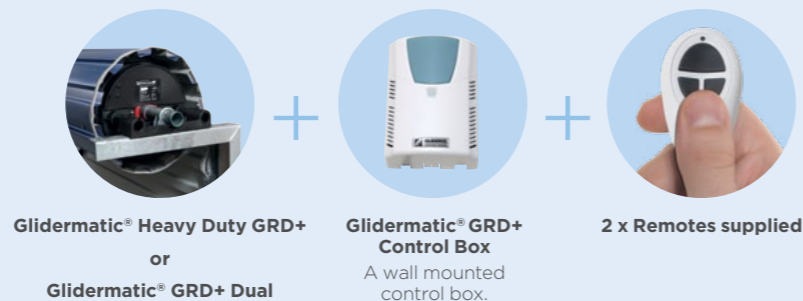 Glidermatic® Heavy Duty GRD+
or
Glidermatic® GRD+ Dual
Glidermatic® GRD+
Control Box
A wall mounted
control box.
2 x Remotes supplied